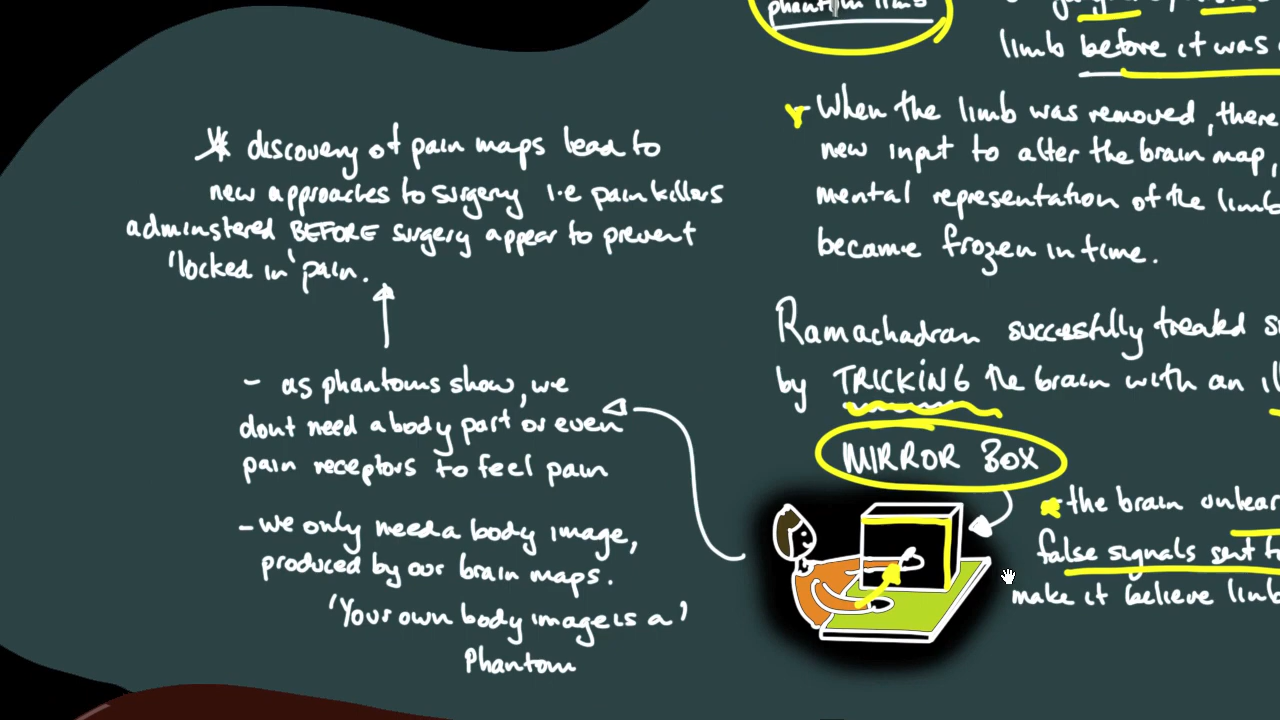 * discovery of pain maps lead to
new approaches to surgery i.e pain killers
adminstered BEFORE surgery appear to prevent
'locked in' pain.
- as phantoms show, we
dont need a body part or even
pain receptors to feel pain
- we only need a body image,
produced by our brain maps.
'Your own body image is a'
Phantom
phantom limb
limb before it was
When the limb was removed, there
new input to alter the brain map,
mental representation of the limb
became frozen in time.
Ramachadran succesfully treated
by TRICKING the brain with an
MIRROR BOX
the brain
false signals sent
make it believe limb